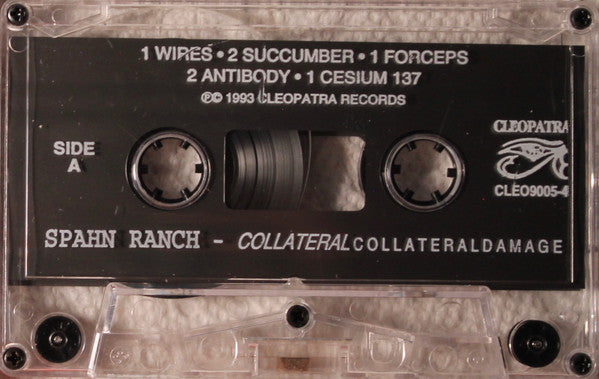 1 WIRES • 2 SUCCUMBER • 1 FORCEPS
2 ANTIBODY • 1 CESIUM 137
℗© 1993 CLEOPATRA RECORDS
SIDE
A
CLEOPATRA
CLEO9005-4
SPAHN RANCH - COLLATERALCOLLATERALDAMAGE